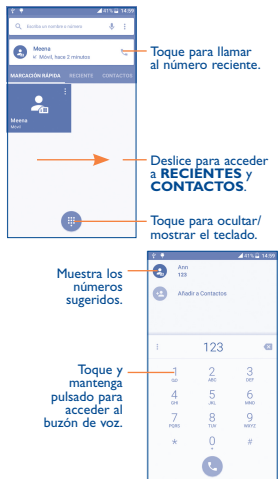 41% 14:59
Escriba un nombre o número
Meena
Móvil, hace 2 minutos
MARCACIÓN RÁPIDA RECIENTE CONTACTOS
Meena
Móvil
Toque para llamar
al número reciente.
Deslice para acceder
a RECIENTES y
CONTACTOS.
Toque para ocultar/
mostrar el teclado.
41% 14:59
Ann
123
Añadir a Contactos
123
1 2 3
ABC DEF
4 5 6
GHI JKL MNO
7 8 9
PQRS TUV WXYZ
* 0 #
+
Muestra los
números
sugeridos.
Toque y
mantenga
pulsado para
acceder al
buzón de voz.